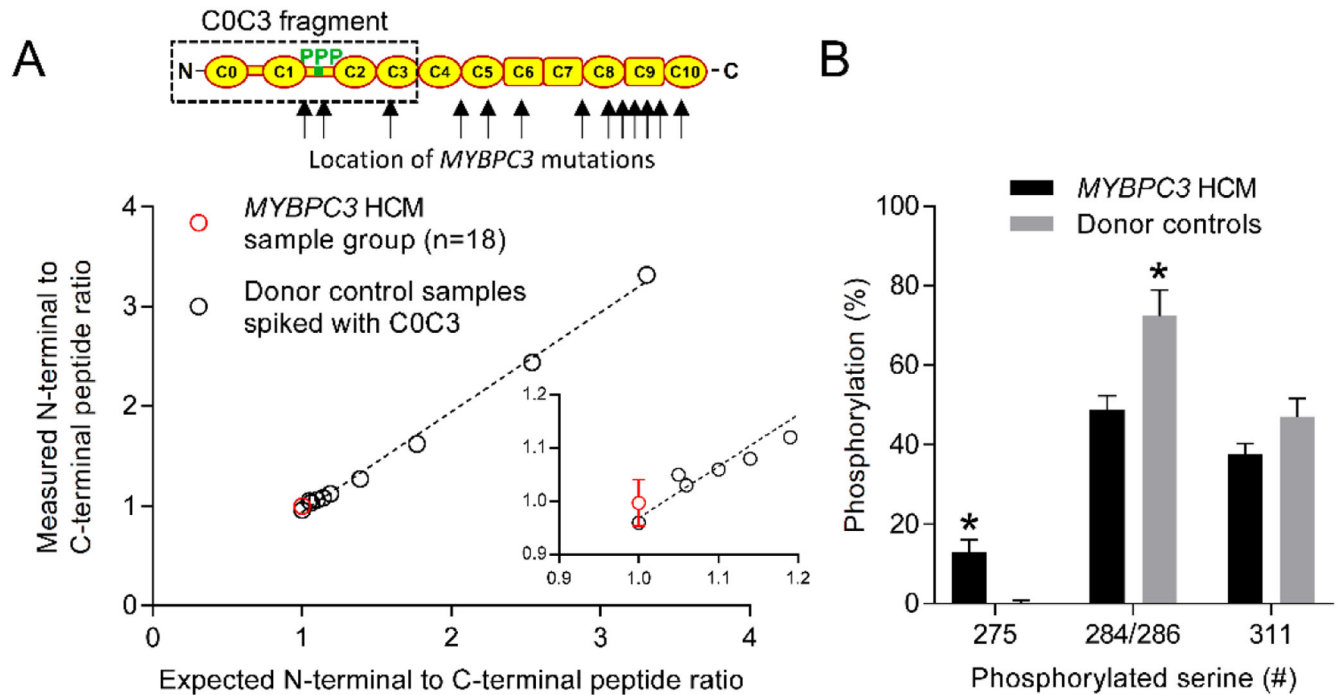 A
C0C3 fragment
PPP
N C0 C1 C2 C3 C4 C5 C6 C7 C8 C9 C10 - C
Location of MYBPC3 mutations
Measured N-terminal to
C-terminal peptide ratio
4
3
2
1
0
MYBPC3 HCM
sample group (n=18)
Donor control samples
spiked with C0C3
1.2
1.1
1.0
0.9
0.9 1.0 1.1 1.2
0 1 2 3 4
Expected N-terminal to C-terminal peptide ratio
B
MYBPC3 HCM
Donor controls
Phosphorylation (%)
100
80
60
40
20
0
*
*
275 284/286 311
Phosphorylated serine (#)